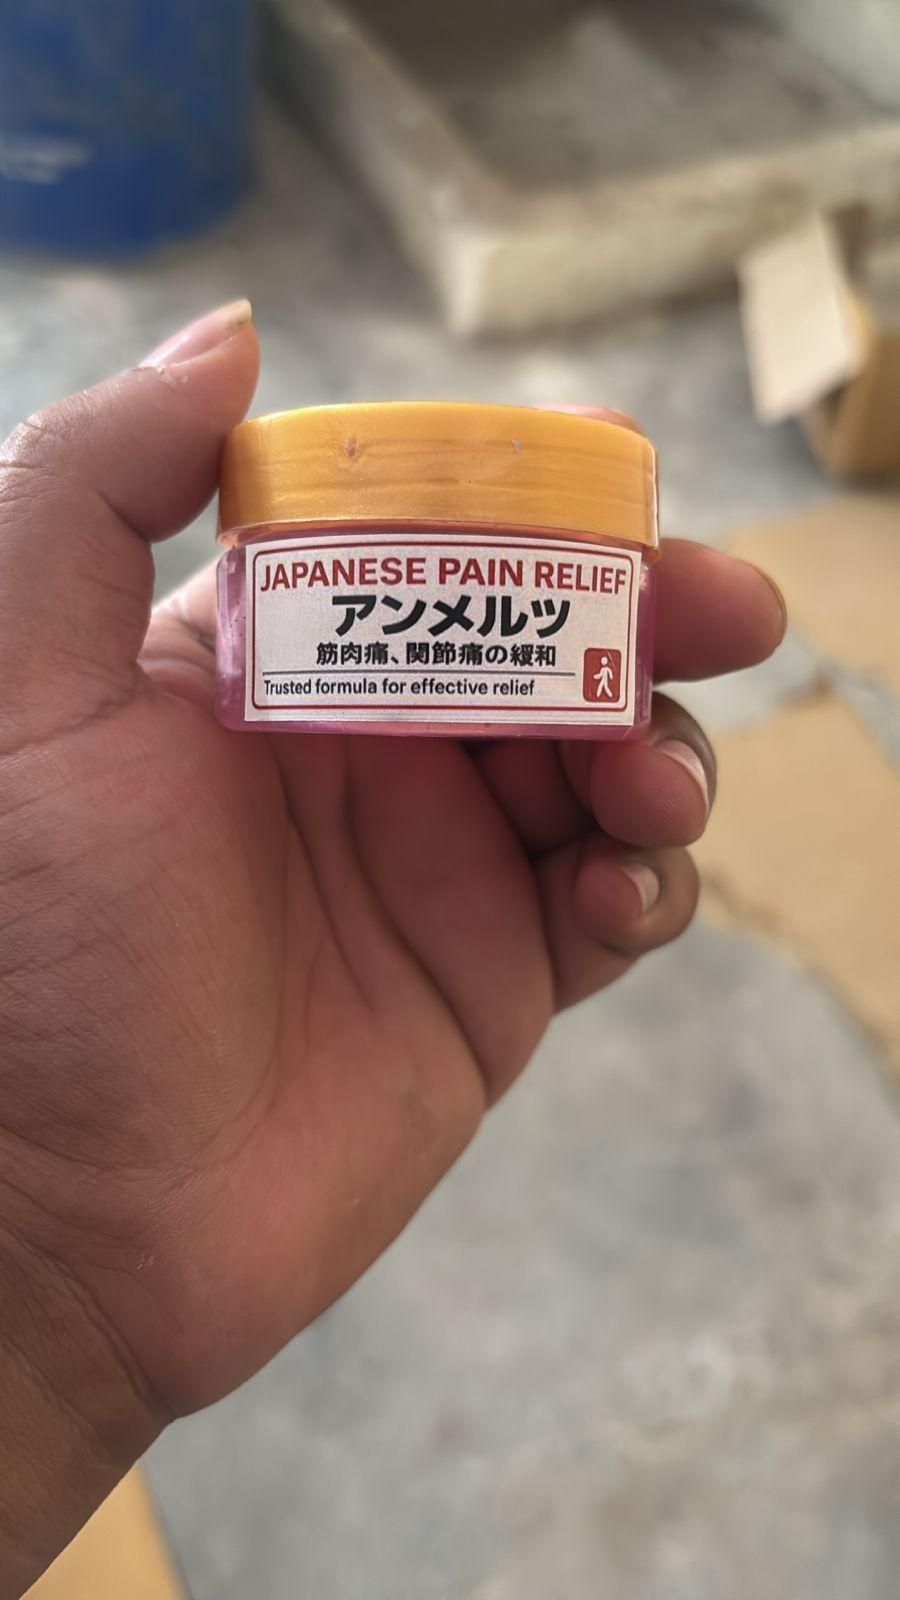 JAPANESE PAIN RELIEF
アンメルツ
筋肉痛、関節痛の緩和
Trusted formula for effective relief